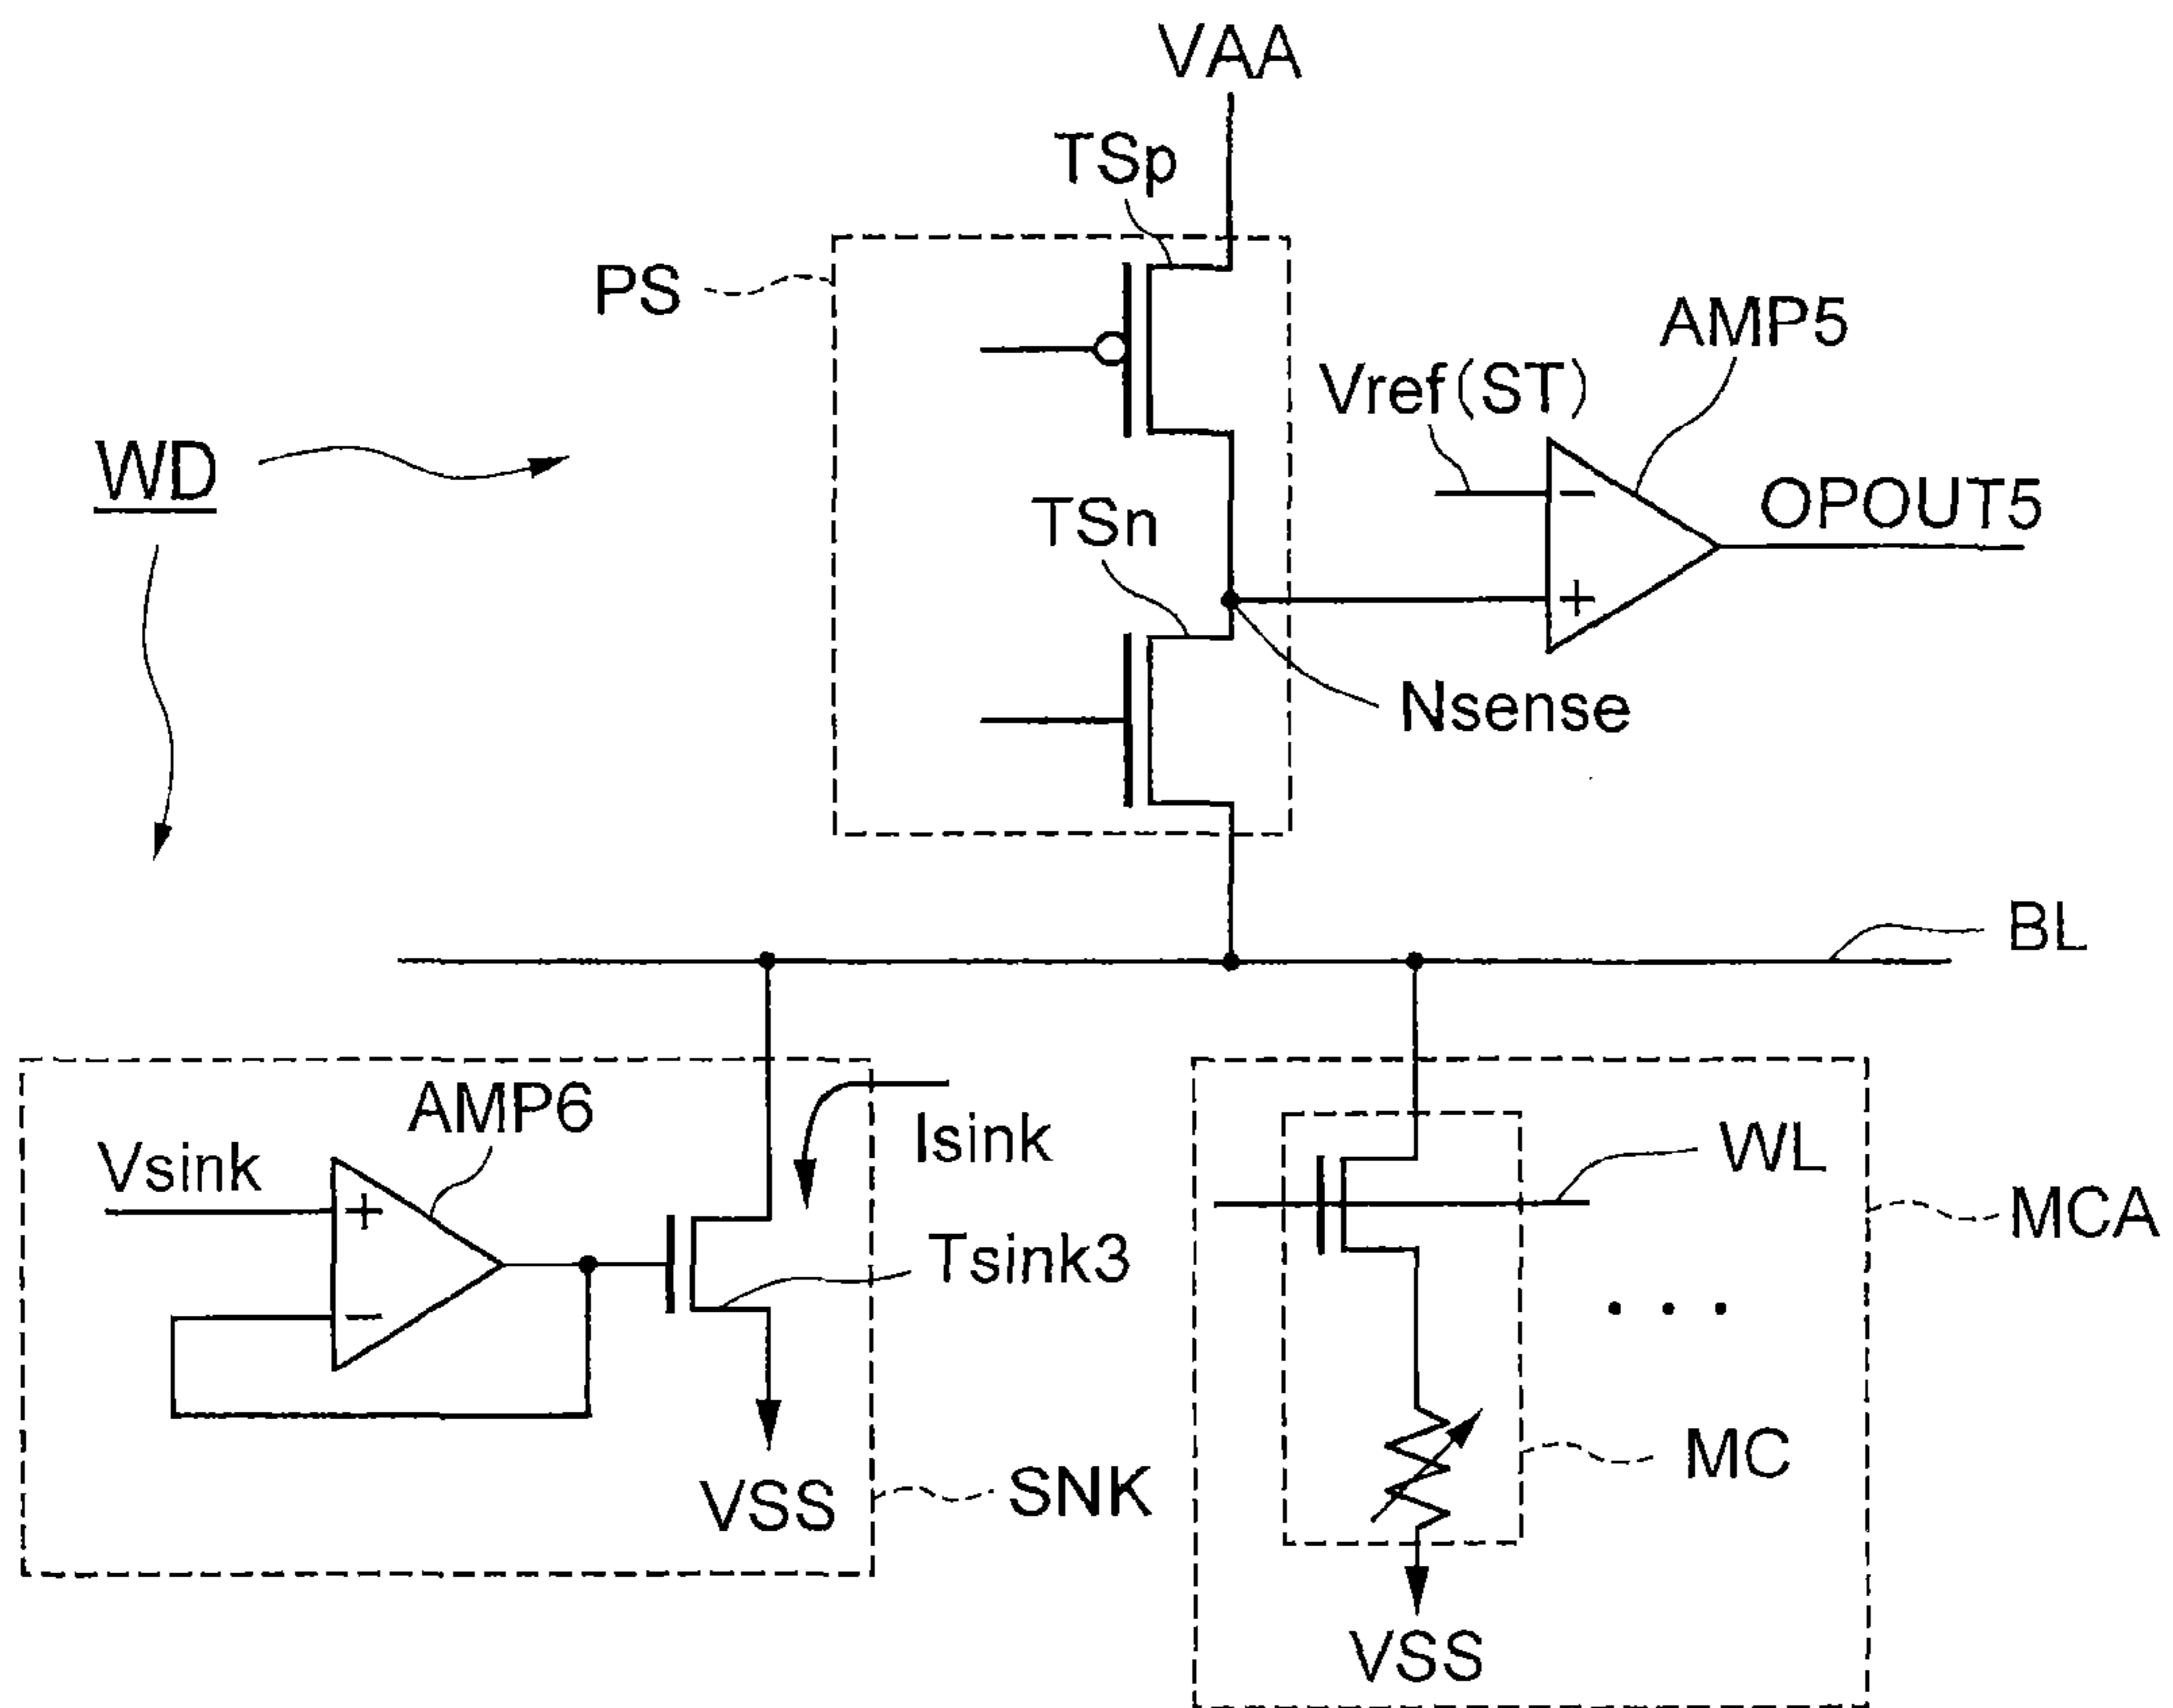 VAA
TSp
PS
AMP5
Vref(ST)
WD
OPOUT5
TSn
+
−
Nsense
BL
AMP6
Isink
Vsink
+
−
WL
MCA
Tsink3
• • •
MC
VSS
SNK
VSS